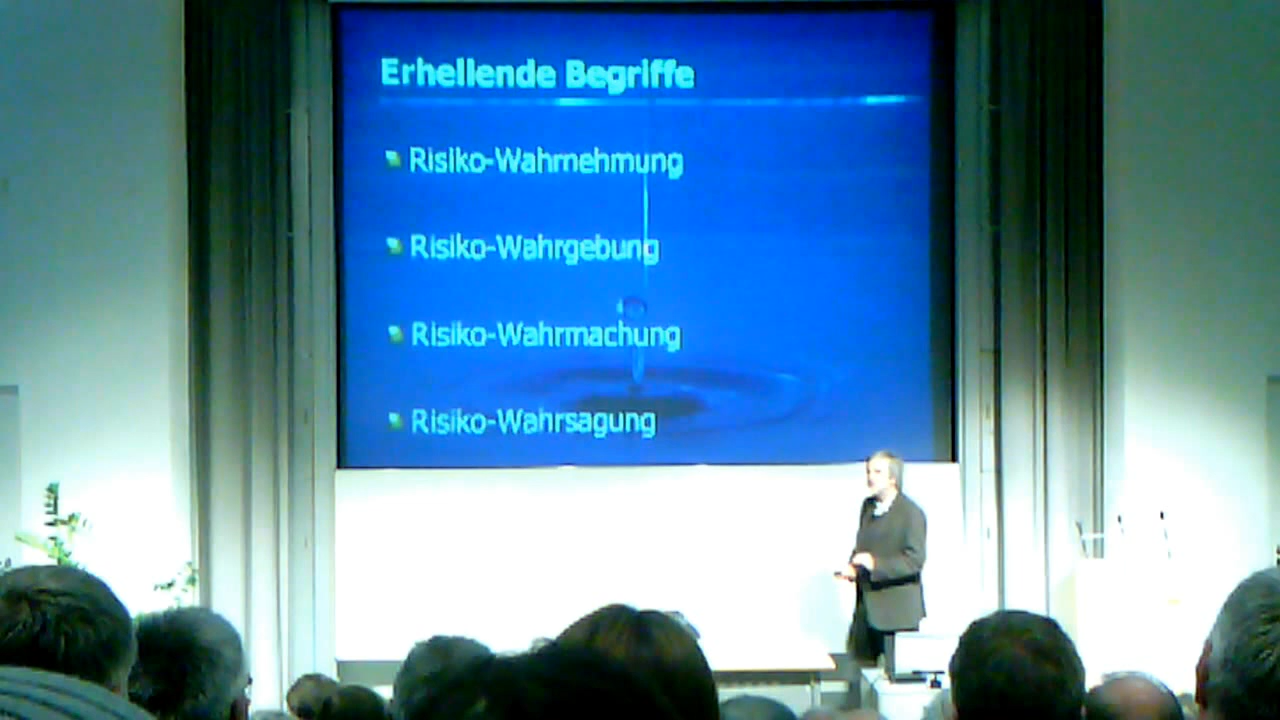 Erhellende Begriffe
Risiko-Wahrnehmung
Risiko-Wahrgebung
Risiko-Wahrmachung
Risiko-Wahrsagung